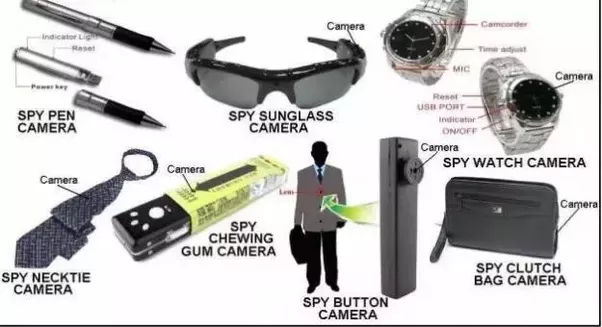 Indicator Light
Reset
Power key
SPY PEN
CAMERA
Camera
SPY SUNGLASS
CAMERA
Camcorder
Time adjust
MIC
Camera
Reset
USB PORT
Indicator
ON/OFF
SPY WATCH CAMERA
Camera
SPY NECKTIE
CAMERA
Camera
SPY
CHEWING
GUM CAMERA
Lens
Camera
SPY BUTTON
CAMERA
Camera
SPY CLUTCH
BAG CAMERA